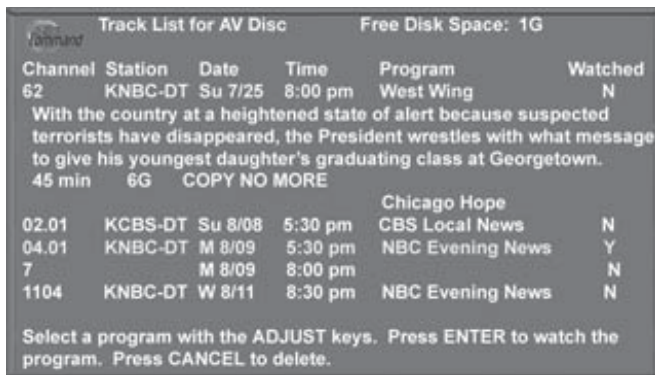 Track List for AV Disc Free Disk Space: 1G
Command
Channel Station Date Time Program Watched
62 KNBC-DT Su 7/25 8:00 pm West Wing N
With the country at a heightened state of alert because suspected
terrorists have disappeared, the President wrestles with what message
to give his youngest daughter's graduating class at Georgetown.
45 min 6G COPY NO MORE
Chicago Hope
02.01 KCBS-DT Su 8/08 5:30 pm CBS Local News N
04.01 KNBC-DT M 8/09 5:30 pm NBC Evening News Y
7 M 8/09 8:00 pm N
1104 KNBC-DT W 8/11 8:30 pm NBC Evening News N
Select a program with the ADJUST keys. Press ENTER to watch the
program. Press CANCEL to delete.